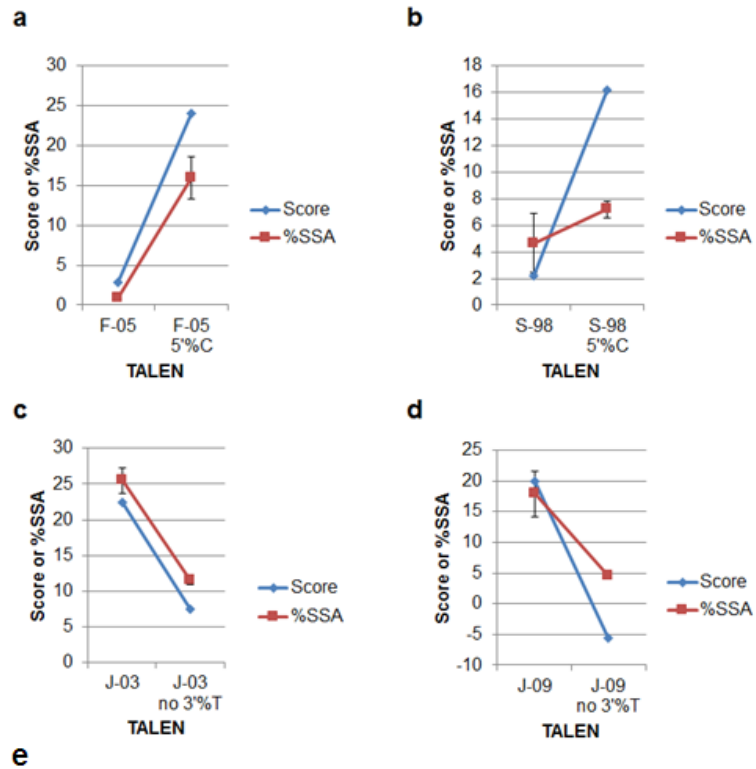 a
30
25
20
15
10
5
0
Score or %SSA
F-05
F-05
5'%C
TALEN
Score
%SSA
b
18
16
14
12
10
8
6
4
2
0
Score or %SSA
S-98
S-98
5'%C
TALEN
Score
%SSA
c
30
25
20
15
10
5
0
Score or %SSA
J-03
J-03
no 3'%T
TALEN
Score
%SSA
d
25
20
15
10
5
0
-5
-10
Score or %SSA
J-09
J-09
no 3'%T
TALEN
Score
%SSA
e